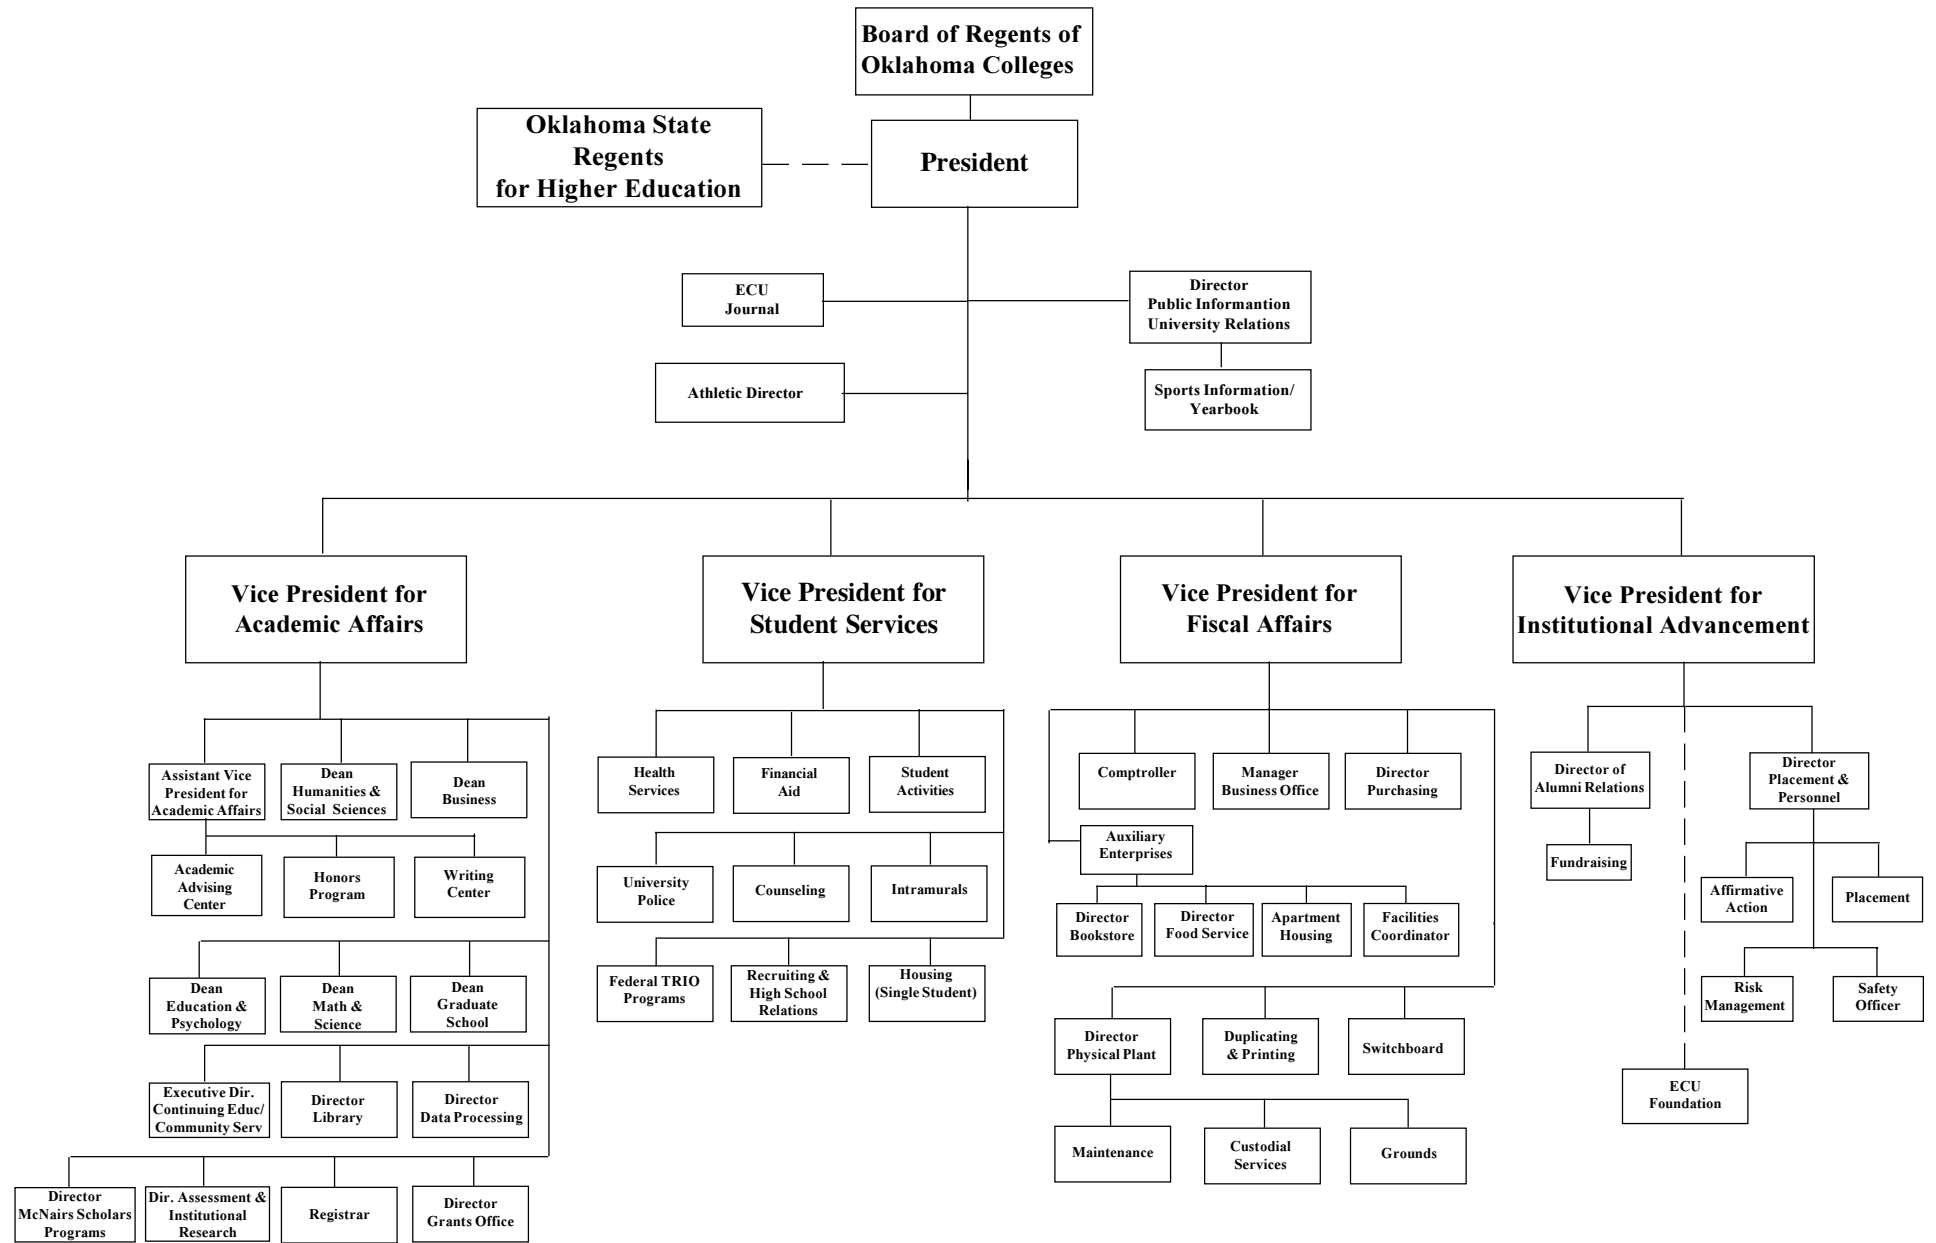 Board of Regents of
Oklahoma Colleges
Oklahoma State
Regents
for Higher Education
President
ECU
Journal
Director
Public Informantion
University Relations
Athletic Director
Sports Information/
Yearbook
Vice President for
Academic Affairs
Vice President for
Student Services
Vice President for
Fiscal Affairs
Vice President for
Institutional Advancement
Assistant Vice
President for
Academic Affairs
Dean
Humanities &
Social Sciences
Dean
Business
Academic
Advising
Center
Honors
Program
Writing
Center
Dean
Education &
Psychology
Dean
Math &
Science
Dean
Graduate
School
Executive Dir.
Continuing Educ/
Community Serv
Director
Library
Director
Data Processing
Director
McNairs Scholars
Programs
Dir. Assessment &
Institutional
Research
Registrar
Director
Grants Office
Health
Services
Financial
Aid
Student
Activities
University
Police
Counseling
Intramurals
Federal TRIO
Programs
Recruiting &
High School
Relations
Housing
(Single Student)
Comptroller
Manager
Business Office
Director
Purchasing
Auxiliary
Enterprises
Director
Bookstore
Director
Food Service
Apartment
Housing
Facilities
Coordinator
Director
Physical Plant
Duplicating
& Printing
Switchboard
Maintenance
Custodial
Services
Grounds
Director of
Alumni Relations
Fundraising
Director
Placement &
Personnel
Affirmative
Action
Placement
Risk
Management
Safety
Officer
ECU
Foundation